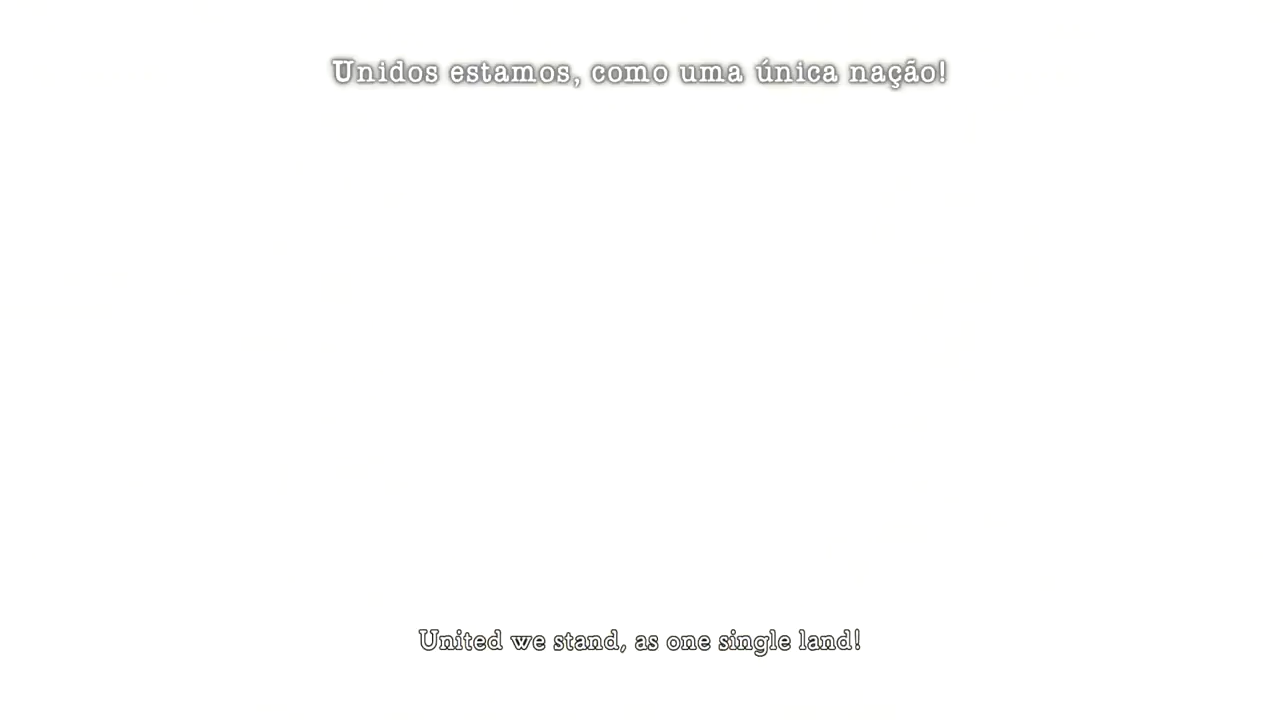 Unidos estamos, como uma única nação!
United we stand, as one single land!